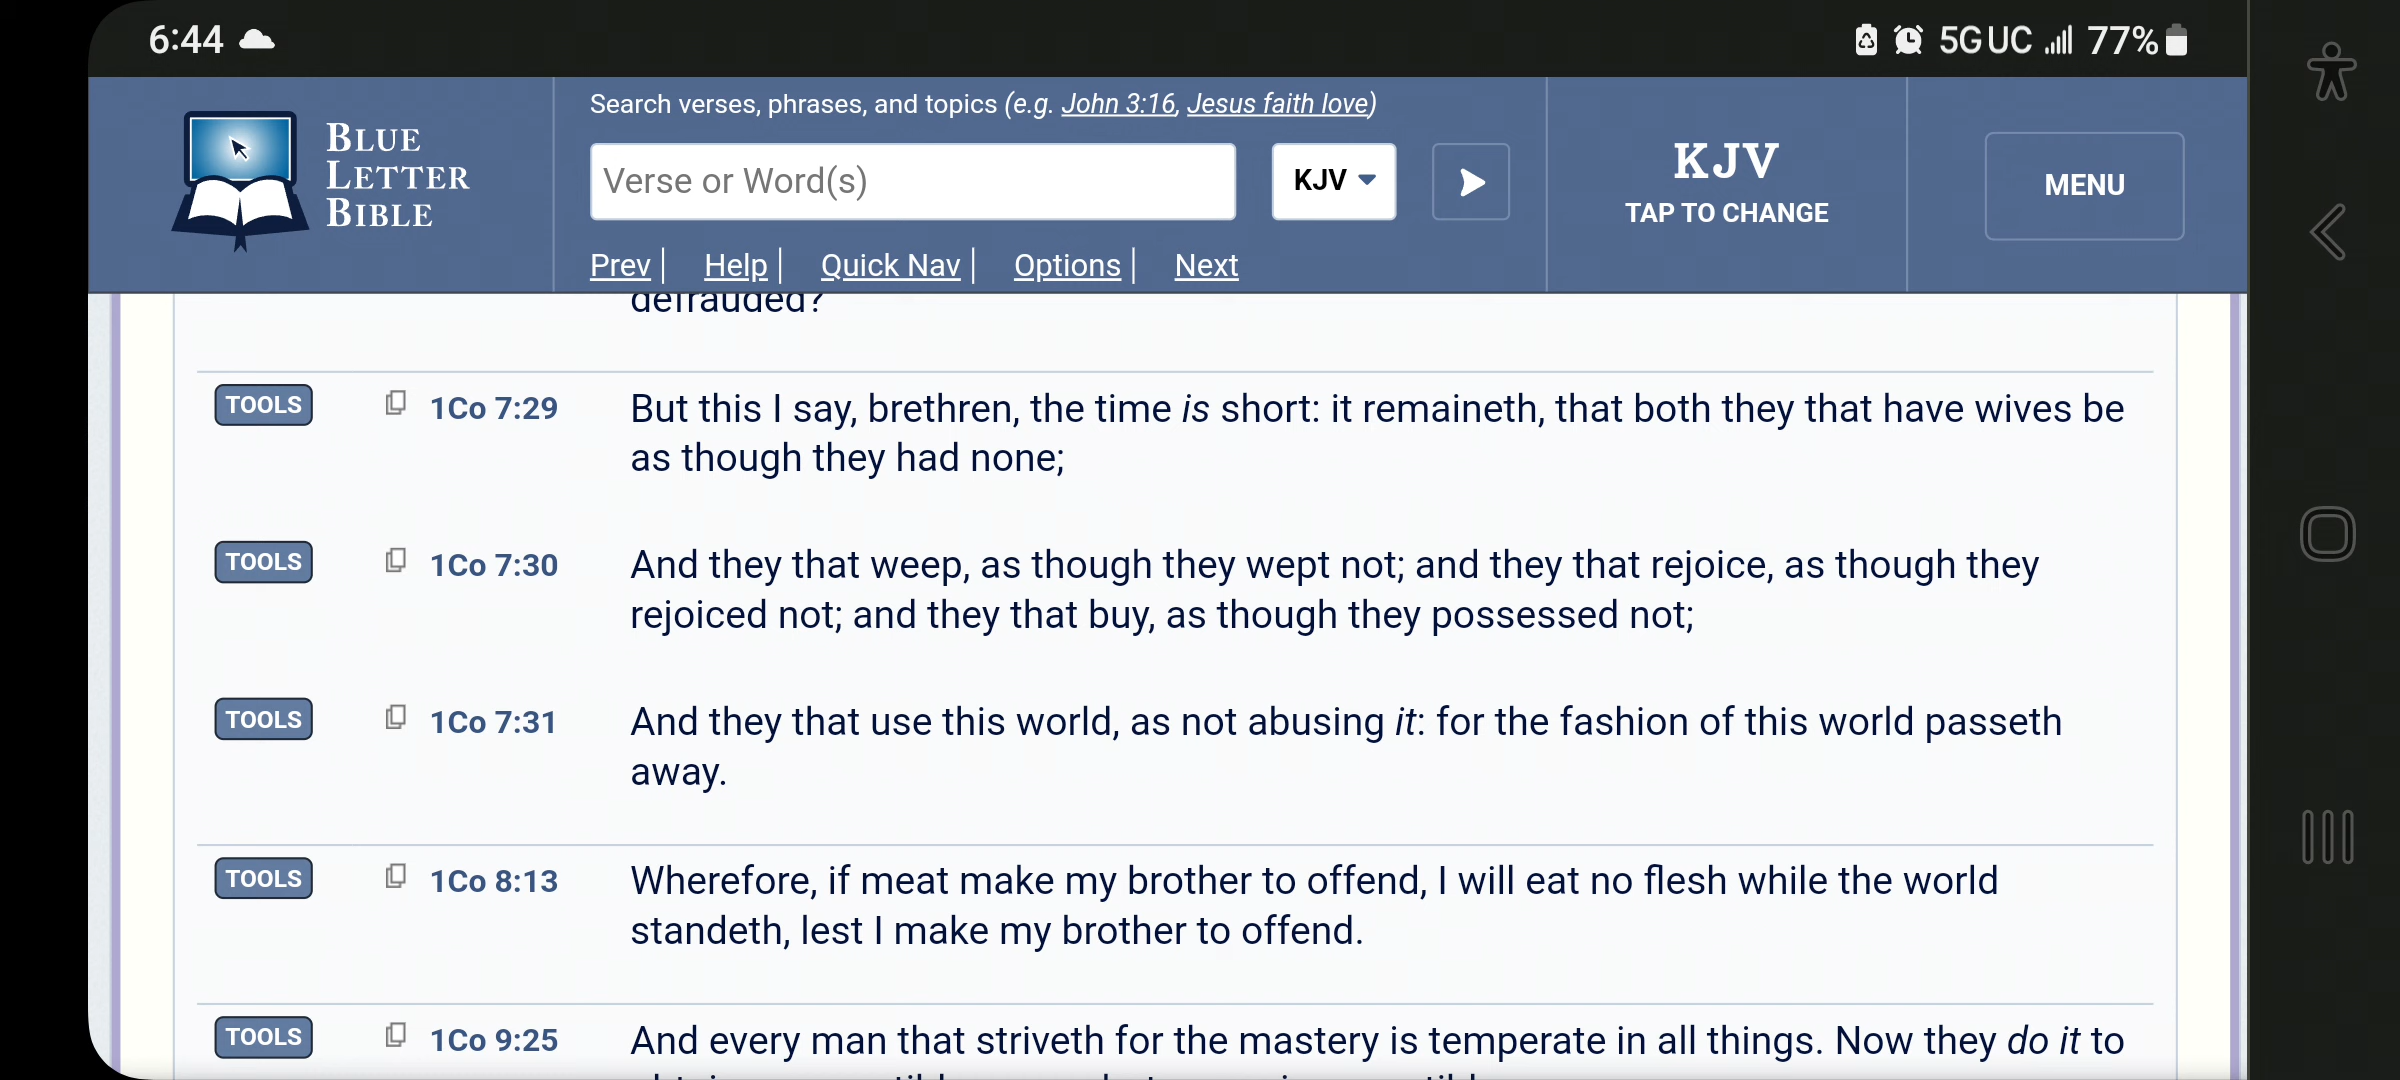 6:44
5G UC 77%
BLUE
LETTER
BIBLE
Search verses, phrases, and topics (e.g. John 3:16, Jesus faith love)
Verse or Word(s)
KJV
Prev | Help | Quick Nav | Options | Next
KJV
TAP TO CHANGE
MENU
defrauded?
TOOLS 1Co 7:29 But this I say, brethren, the time is short: it remaineth, that both they that have wives be
as though they had none;
TOOLS 1Co 7:30 And they that weep, as though they wept not; and they that rejoice, as though they
rejoiced not; and they that buy, as though they possessed not;
TOOLS 1Co 7:31 And they that use this world, as not abusing it: for the fashion of this world passeth
away.
TOOLS 1Co 8:13 Wherefore, if meat make my brother to offend, I will eat no flesh while the world
standeth, lest I make my brother to offend.
TOOLS 1Co 9:25 And every man that striveth for the mastery is temperate in all things. Now they do it to